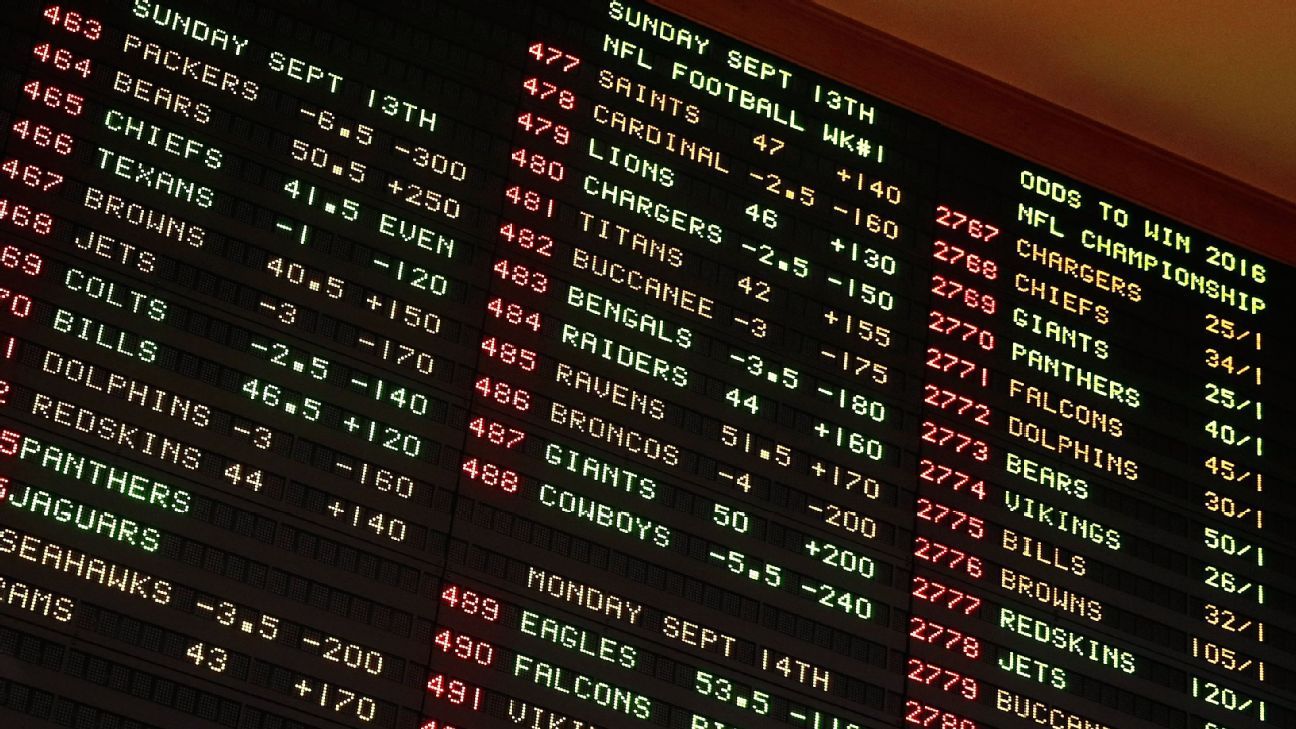 SUNDAY SEPT 13TH
463 PACKERS -6.5 -300
464 BEARS 50.5 +250
465 CHIEFS 41.5 EVEN
466 TEXANS -1 -120
467 BROWNS 40.5 +150
468 JETS -3 -170
69 COLTS -2.5 -140
70 BILLS 46.5 +120
1 DOLPHINS -3 -160
2 REDSKINS 44 +140
5PANTHERS
JAGUARS
SEAHAWKS -3.5 -200
RAMS 43 +170
SUNDAY SEPT 13TH
NFL FOOTBALL WK#1
477 SAINTS 47 +140
478 CARDINAL -2.5 -160
479 LIONS 46 +130
480 CHARGERS -2.5 -150
481 TITANS 42 +155
482 BUCCANEE -3 -175
483 BENGALS -3.5 -180
484 RAIDERS 44 +160
485 RAVENS 51.5 +170
486 BRONCOS -4 -200
487 GIANTS 50 +200
488 COWBOYS -5.5 -240
MONDAY SEPT 14TH
489 EAGLES 53.5
490 FALCONS
491 VIKIN
ODDS TO WIN 2016
NFL CHAMPIONSHIP
2767 CHARGERS 25/1
2768 CHIEFS 34/1
2769 GIANTS 25/1
2770 PANTHERS 40/1
2771 FALCONS 45/1
2772 DOLPHINS 30/1
2773 BEARS 50/1
2774 VIKINGS 26/1
2775 BILLS 32/1
2776 BROWNS 105/1
2777 REDSKINS 120/1
2778 JETS
2779 BUCCAN
2780